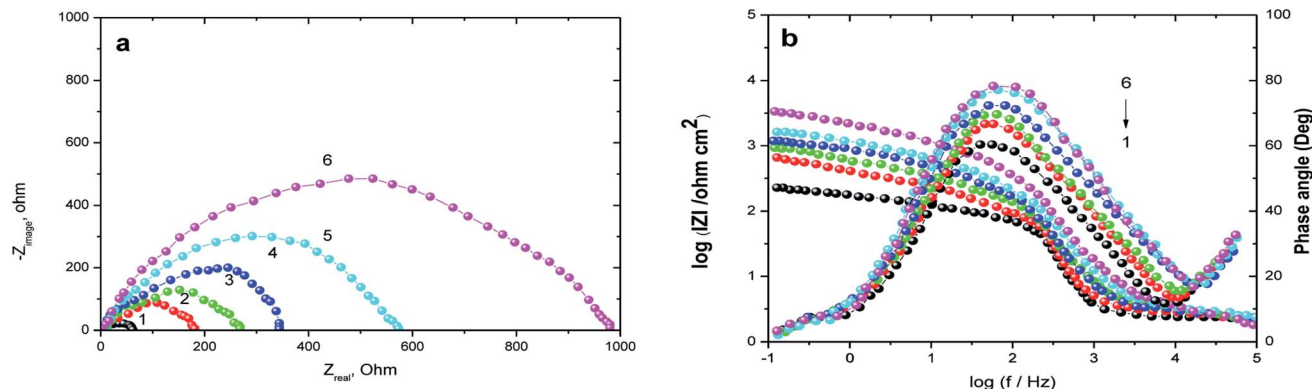 a
1000
800
600
400
200
0
-Z_image, ohm
0 200 400 600 800 1000
Z_real, Ohm
6
5
4
3
2
1
b
5
4
3
2
1
0
log (IZI /ohm cm²)
-1 0 1 2 3 4 5
log (f / Hz)
6
1
100
80
60
40
20
0
Phase angle (Deg)